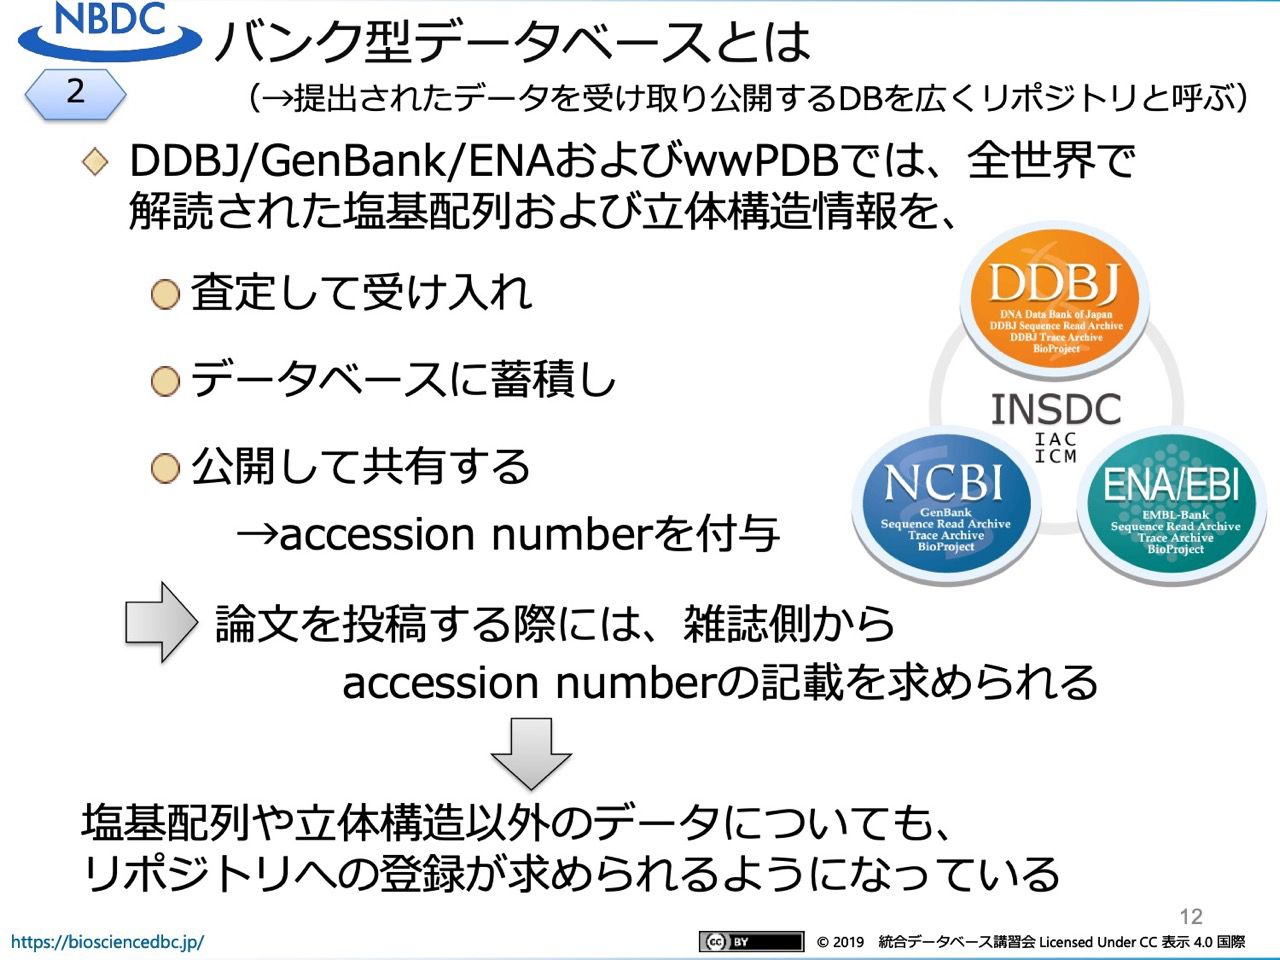 NBDC
バンク型データベースとは
2
（→提出されたデータを受け取り公開するDBを広くリポジトリと呼ぶ）
DDBJ/GenBank/ENAおよびwwPDBでは、全世界で
解読された塩基配列および立体構造情報を、
査定して受け入れ
データベースに蓄積し
公開して共有する
→accession numberを付与
DDBJ
DNA Data Bank of Japan
DDBJ Sequence Read Archive
DDBJ Trace Archive
BioProject
INSDC
IAC
ICM
NCBI
GenBank
Sequence Read Archive
Trace Archive
BioProject
ENA/EBI
EMBL-Bank
Sequence Read Archive
Trace Archive
BioProject
論文を投稿する際には、雑誌側から
accession numberの記載を求められる
塩基配列や立体構造以外のデータについても、
リポジトリへの登録が求められるようになっている
12
https://biosciencedbc.jp/
cc BY
© 2019 統合データベース講習会 Licensed Under CC 表示 4.0 国際